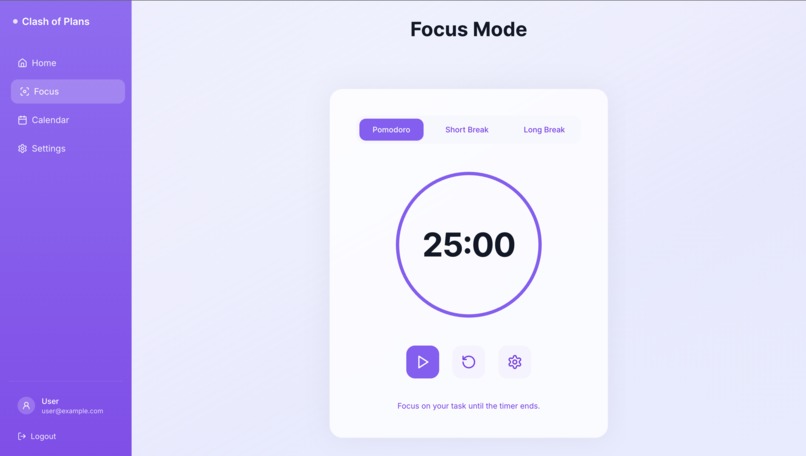 Clash of Plans
Home
Focus
Calendar
Settings
User
user@example.com
Logout
Focus Mode
Pomodoro
Short Break
Long Break
25:00
Focus on your task until the timer ends.